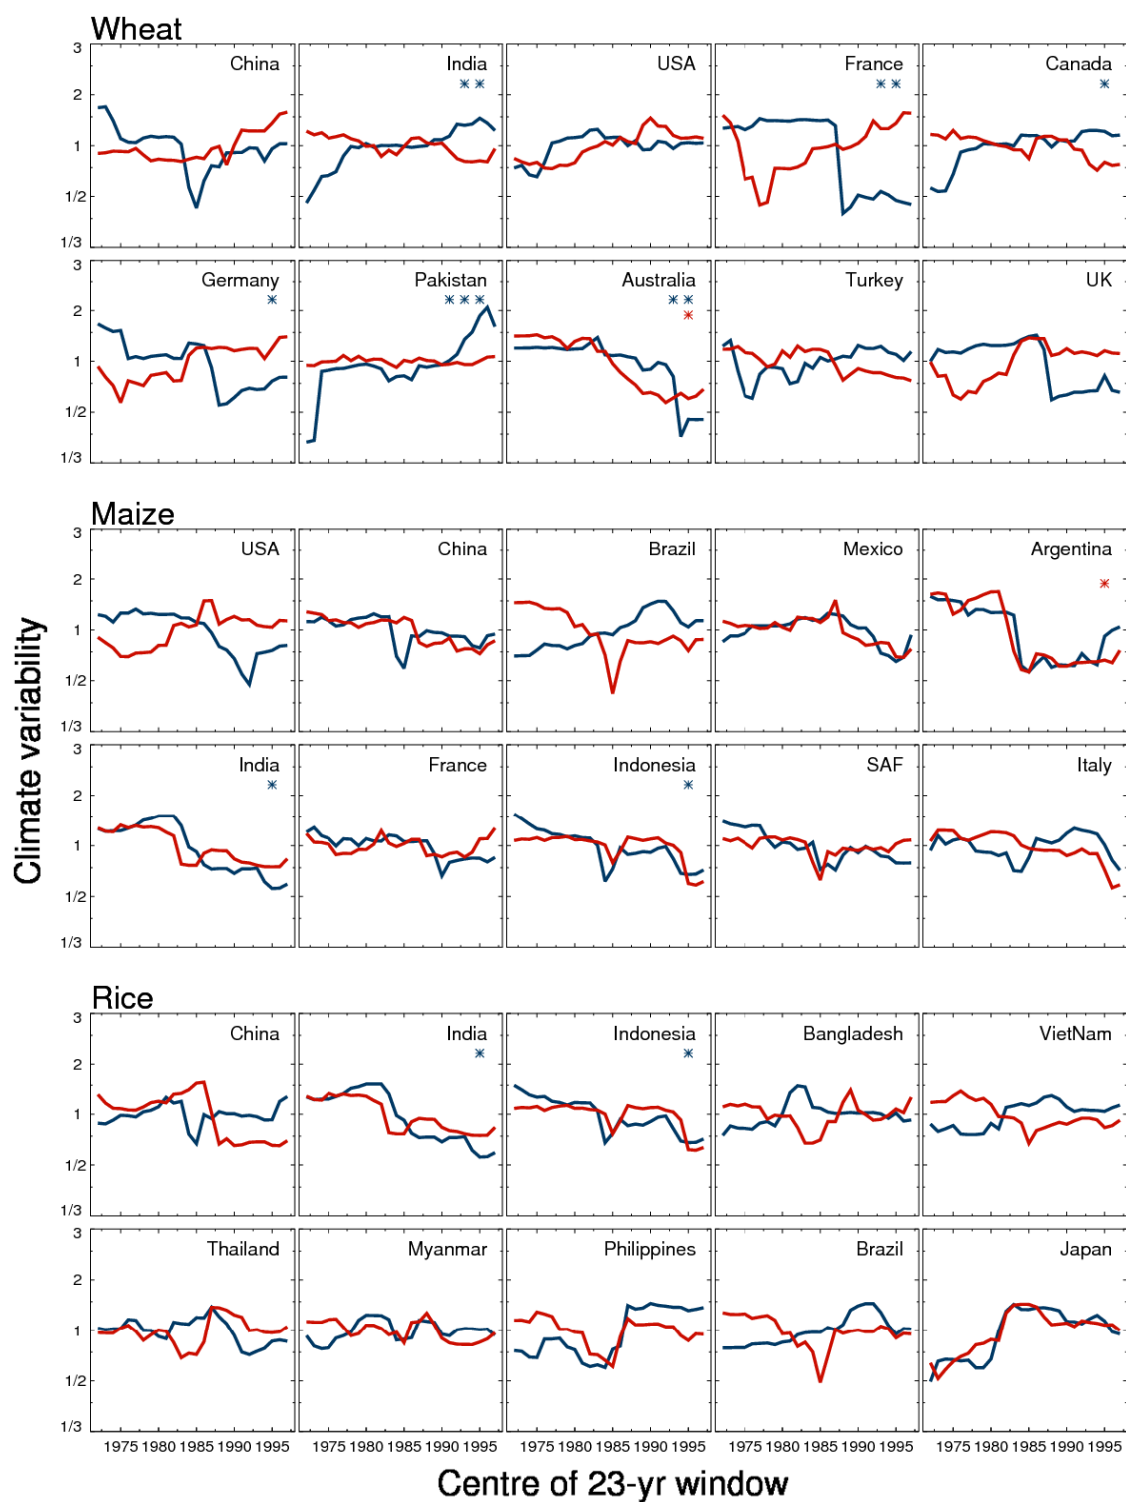 Wheat
3
China
India
USA
France
Canada
2
* *
* *
*
1
1/2
1/3
3
Germany
Pakistan
Australia
Turkey
UK
*
* * *
* *
*
2
1
1/2
1/3
Maize
3
USA
China
Brazil
Mexico
Argentina
2
*
1
1/2
1/3
3
India
France
Indonesia
SAF
Italy
2
*
*
1
1/2
1/3
Climate variability
Rice
3
China
India
Indonesia
Bangladesh
VietNam
2
*
*
1
1/2
1/3
3
Thailand
Myanmar
Philippines
Brazil
Japan
2
1
1/2
1/3
1975 1980 1985 1990 1995
1975 1980 1985 1990 1995
1975 1980 1985 1990 1995
1975 1980 1985 1990 1995
1975 1980 1985 1990 1995
Centre of 23-yr window